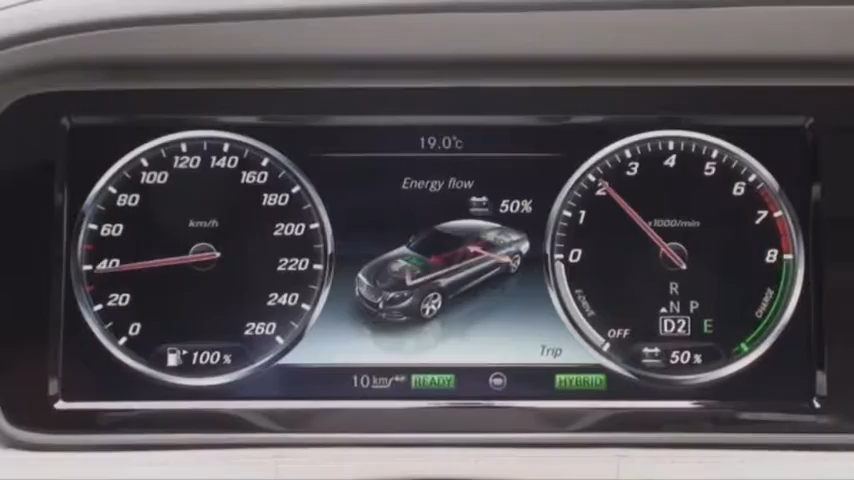 19.0°C
Energy flow
50%
Trip
km/h
0
20
40
60
80
100
120
140
160
180
200
220
240
260
100 %
0
1
2
3
4
5
6
7
8
x1000/min
R
N P
D2 E
OFF
E-DRIVE
CHARGE
50 %
10 km
READY
HYBRID